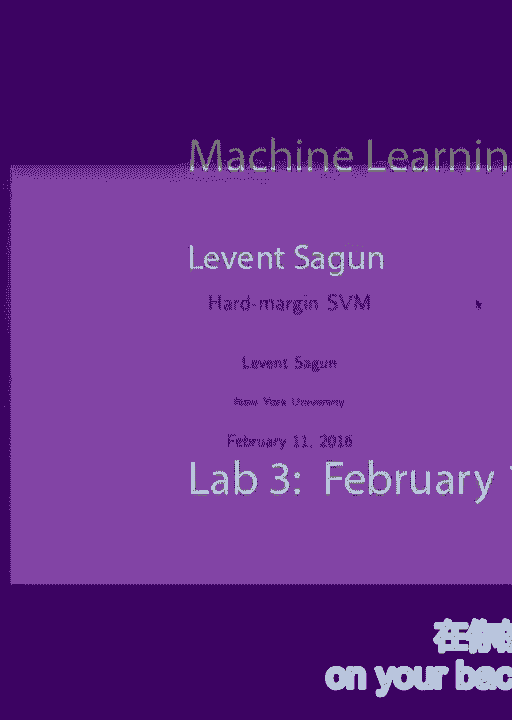 Machine Learnin
Levent Sagun
Hard-margin SVM
Levent Sagun
New York University
February 11, 2016
Lab 3: February
在你
on your bac